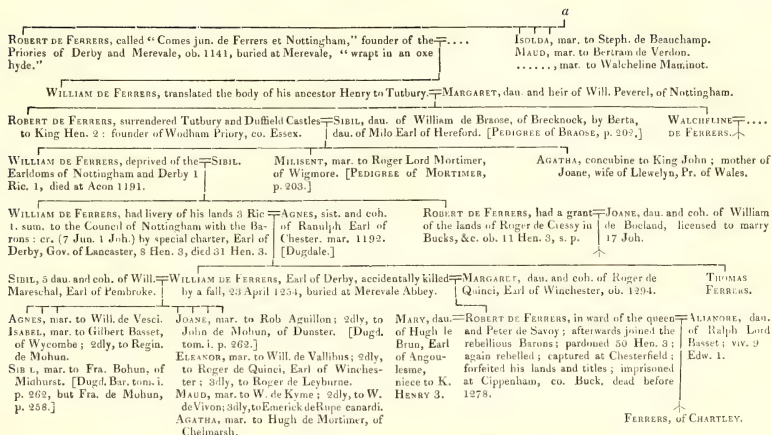 a
ROBERT DE FERRERS, called "Comes jun. de Ferrers et Nottingham," founder of the ....
Priories of Derby and Merevale, ob. 1141, buried at Merevale, "wrapt in an oxe
hyde."
ISOLDA, mar. to Steph. de Beauchamp.
MAUD, mar. to Bertram de Verdon.
......, mar. to Walcheline Maminot.
WILLIAM DE FERRERS, translated the body of his ancestor Henry to Tutbury. MARGARET, dau. and heir of Will. Peverel, of Nottingham.
ROBERT DE FERRERS, surrendered Tutbury and Duffield Castles
to King Hen. 2: founder of Wodham Priory, co. Essex.
SIBIL, dau. of William de Braose, of Brecknock, by Berta,
dau. of Milo Earl of Hereford. [PEDIGREE OF BRAOSE, p. 202.]
WALCHELINE ....
DE FERRERS.
WILLIAM DE FERRERS, deprived of the
Earldoms of Nottingham and Derby 1
Ric. 1, died at Acon 1191.
SIBIL.
MILISENT, mar. to Roger Lord Mortimer,
of Wigmore. [PEDIGREE OF MORTIMER,
p. 203.]
AGATHA, concubine to King John; mother of
Joane, wife of Llewelyn, Pr. of Wales.
WILLIAM DE FERRERS, had livery of his lands 3 Ric
1. sum. to the Council of Nottingham with the Ba-
rons: cr. (7 Jun. 1 Joh.) by special charter, Earl of
Derby, Gov. of Lancaster, 8 Hen. 3, died 31 Hen. 3.
AGNES, sist. and coh.
of Ranulph Earl of
Chester. mar. 1192.
[Dugdale.]
ROBERT DE FERRERS, had a grant
of the lands of Roger de Cressy in
Bucks, &c. ob. 11 Hen. 3, s. p.
JOANE, dau. and coh. of William
de Bocland, licensed to marry
17 Joh.
SIBIL, 5 dau. and coh. of Will.
Mareschal, Earl of Pembroke.
WILLIAM DE FERRERS, Earl of Derby, accidentally killed
by a fall, 23 April 1254, buried at Merevale Abbey.
MARGARET, dau. and coh. of Roger de
Quinci, Earl of Winchester, ob. 1294.
THOMAS
FERRERS.
AGNES, mar. to Will. de Vesci.
ISABEL, mar. to Gilbert Basset,
of Wycombe; 2dly, to Regin.
de Mohun.
SIBIL, mar. to Fra. Bohun, of
Midhurst. [Dugd. Bar. tom. i.
p. 262, but Fra. de Mohun,
p. 258.]
JOANE, mar. to Rob Aguillon; 2dly, to
John de Mohun, of Dunster. [Dugd.
tom. i. p. 262.]
ELEANOR, mar. to Will. de Vallibus; 2dly,
to Roger de Quinci, Earl of Winches-
ter; 3dly, to Roger de Leyburne.
MAUD, mar. to W. de Kyme; 2dly, to W.
de Vivon; 3dly, to Emerick de Rupe canardi.
AGATHA, mar. to Hugh de Mortimer, of
Chelmarsh.
MARY, dau.
of Hugh le
Brun, Earl
of Angou-
lesme,
niece to K.
HENRY 3.
ROBERT DE FERRERS, in ward of the queen
and Peter de Savoy; afterwards joined the
rebellious Barons; pardoned 50 Hen. 3;
again rebelled; captured at Chesterfield;
forfeited his lands and titles; imprisoned
at Cippenham, co. Buck, dead before
1278.
ALIANORE, dau.
of Ralph Lord
Basset; viv. 9
Edw. 1.
FERRERS, OF CHARTLEY.